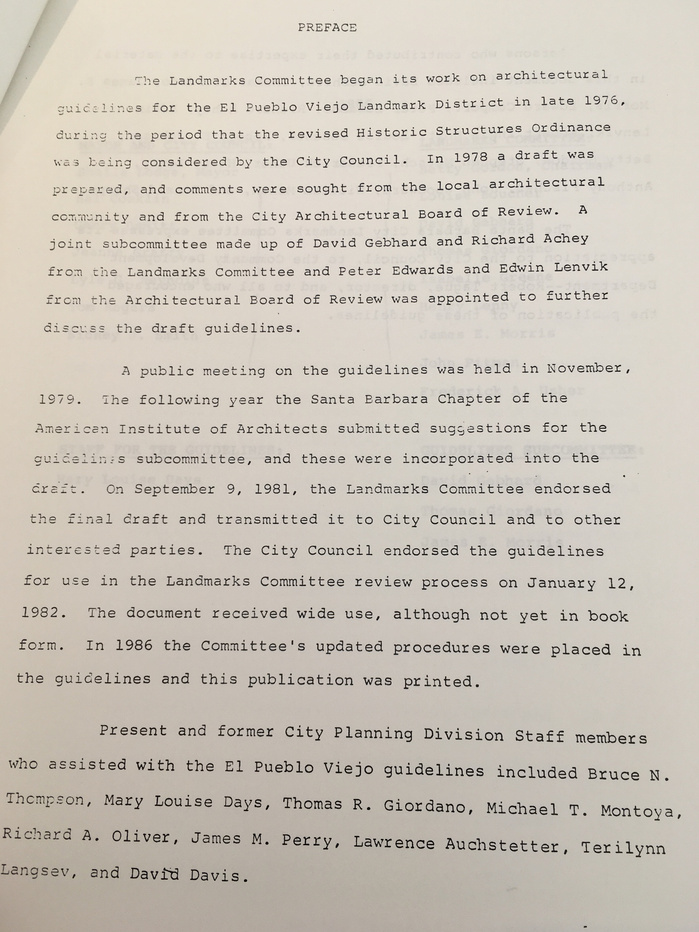 PREFACE
The Landmarks Committee began its work on architectural
guidelines for the El Pueblo Viejo Landmark District in late 1976,
during the period that the revised Historic Structures Ordinance
was being considered by the City Council. In 1978 a draft was
prepared, and comments were sought from the local architectural
community and from the City Architectural Board of Review. A
joint subcommittee made up of David Gebhard and Richard Achey
from the Landmarks Committee and Peter Edwards and Edwin Lenvik
from the Architectural Board of Review was appointed to further
discuss the draft guidelines.
A public meeting on the guidelines was held in November,
1979. The following year the Santa Barbara Chapter of the
American Institute of Architects submitted suggestions for the
guidelines subcommittee, and these were incorporated into the
draft. On September 9, 1981, the Landmarks Committee endorsed
the final draft and transmitted it to City Council and to other
interested parties. The City Council endorsed the guidelines
for use in the Landmarks Committee review process on January 12,
1982. The document received wide use, although not yet in book
form. In 1986 the Committee's updated procedures were placed in
the guidelines and this publication was printed.
Present and former City Planning Division Staff members
who assisted with the El Pueblo Viejo guidelines included Bruce N.
Thompson, Mary Louise Days, Thomas R. Giordano, Michael T. Montoya,
Richard A. Oliver, James M. Perry, Lawrence Auchstetter, Terilynn
Langsev, and David Davis.